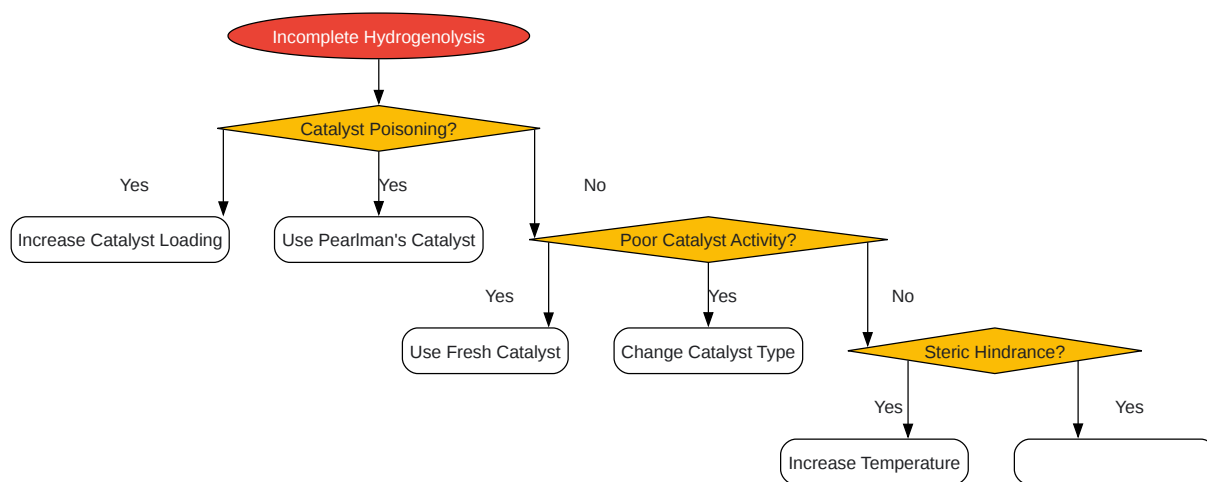 Incomplete Hydrogenolysis
Catalyst Poisoning?
Yes
Yes
No
Increase Catalyst Loading
Use Pearlman's Catalyst
Poor Catalyst Activity?
Yes
Yes
No
Use Fresh Catalyst
Change Catalyst Type
Steric Hindrance?
Yes
Yes
Increase Temperature